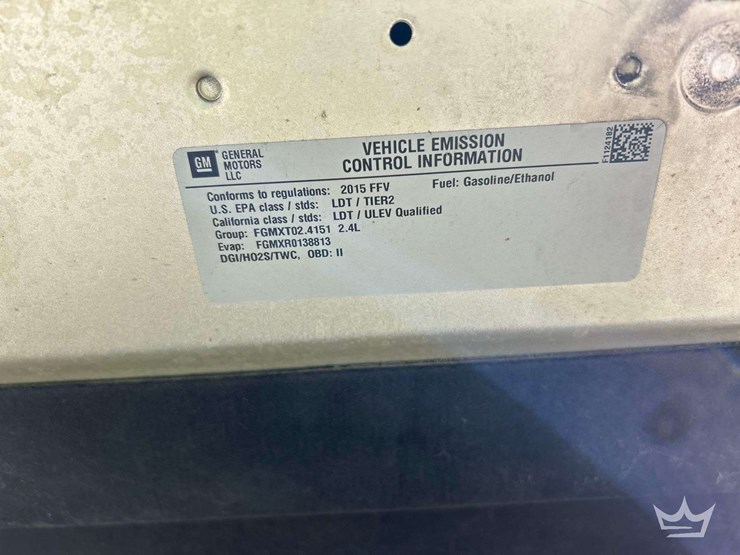 GM
GENERAL
MOTORS
LLC
VEHICLE EMISSION
CONTROL INFORMATION
F1124182
Conforms to regulations: 2015 FFV Fuel: Gasoline/Ethanol
U.S. EPA class / stds: LDT / TIER2
California class / stds: LDT / ULEV Qualified
Group: FGMXT02.4151 2.4L
Evap: FGMXR0138813
DGI/HO2S/TWC, OBD: II